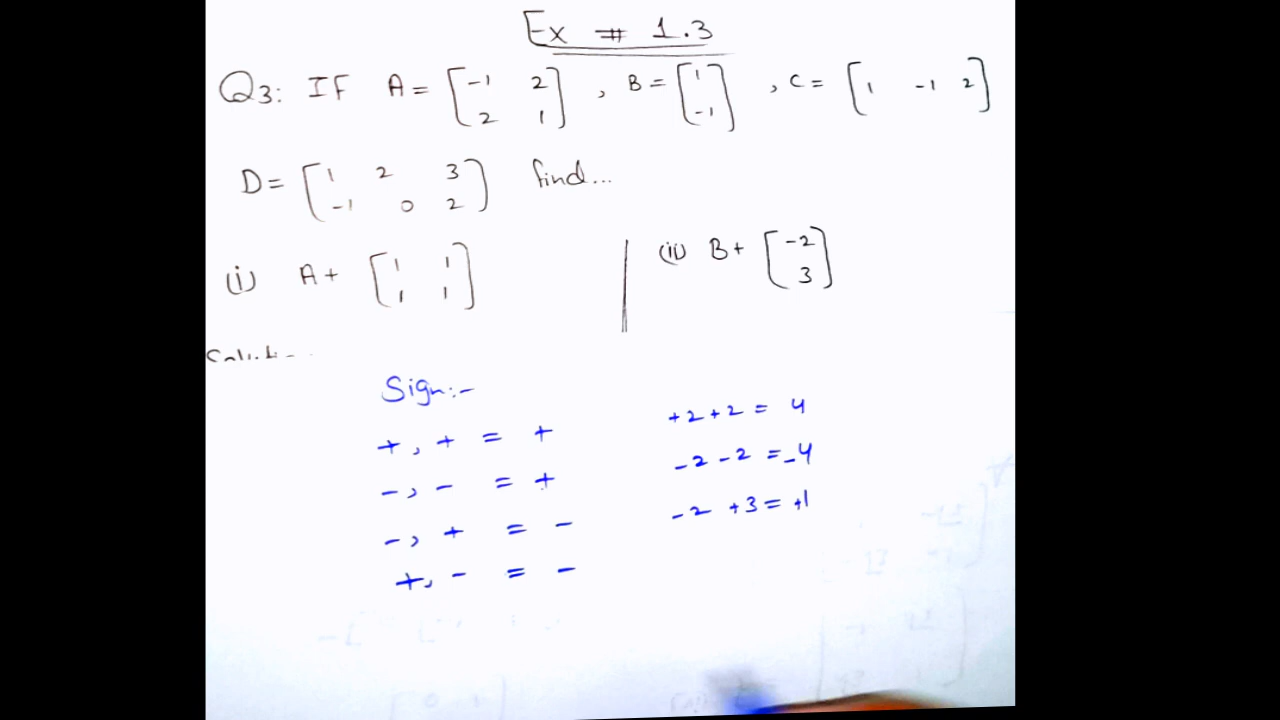 Ex # 1.3
Q3: IF A = [-1 2 2 1] , B = [1 -1] , C = [1 -1 2]
D = [1 2 3 -1 0 2] find...
(i) A + [1 1 1 1]
(ii) B + [-2 3]
Sign:-
+, + = +
-, - = +
-, + = -
+, - = -
+2+2 = 4
-2-2 = -4
-2+3 = +1